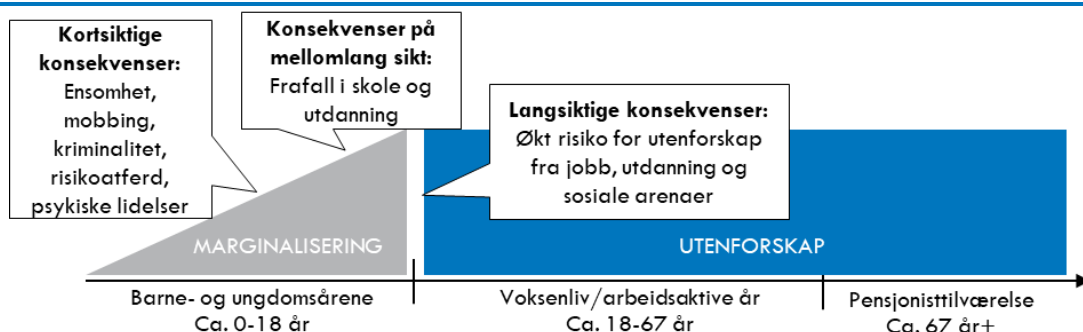 Kortsiktige
konsekvenser:
Ensomhet,
mobbing,
kriminalitet,
risikoatferd,
psykiske lidelser
Konsekvenser på
mellomlang sikt:
Frafall i skole og
utdanning
Langsiktige konsekvenser:
Økt risiko for utenforskap
fra jobb, utdanning og
sosiale arenaer
MARGINALISERING
UTENFORSKAP
Barne- og ungdomsårene
Ca. 0-18 år
Voksenliv/arbeidsaktive år
Ca. 18-67 år
Pensjonisttilværelse
Ca. 67 år+